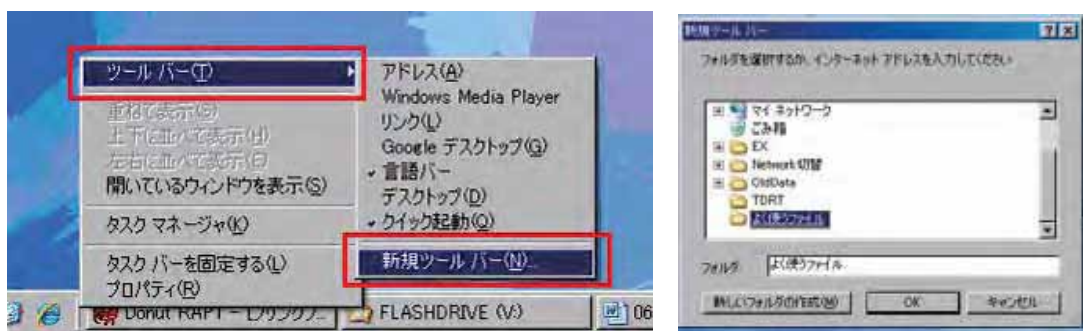 ツール バー(T)
重ねて表示(S)
上下に並べて表示(H)
左右に並べて表示(E)
開いているウィンドウを表示(S)
タスク マネージャ(K)
タスク バーを固定する(L)
プロパティ(R)
アドレス(A)
Windows Media Player
リンク(L)
Google デスクトップ(G)
言語バー
デスクトップ(D)
クイック起動(Q)
新規ツール バー(N)...
Donut RAPT -
FLASHDRIVE (V:)
06
新規ツール バー
フォルダを選択するか、インターネット アドレスを入力してください
マイ ネットワーク
ごみ箱
EX
Network 切替
OldData
TDRT
よく使うファイル
フォルダ
よく使うファイル
新しいフォルダの作成(M)
OK
キャンセル